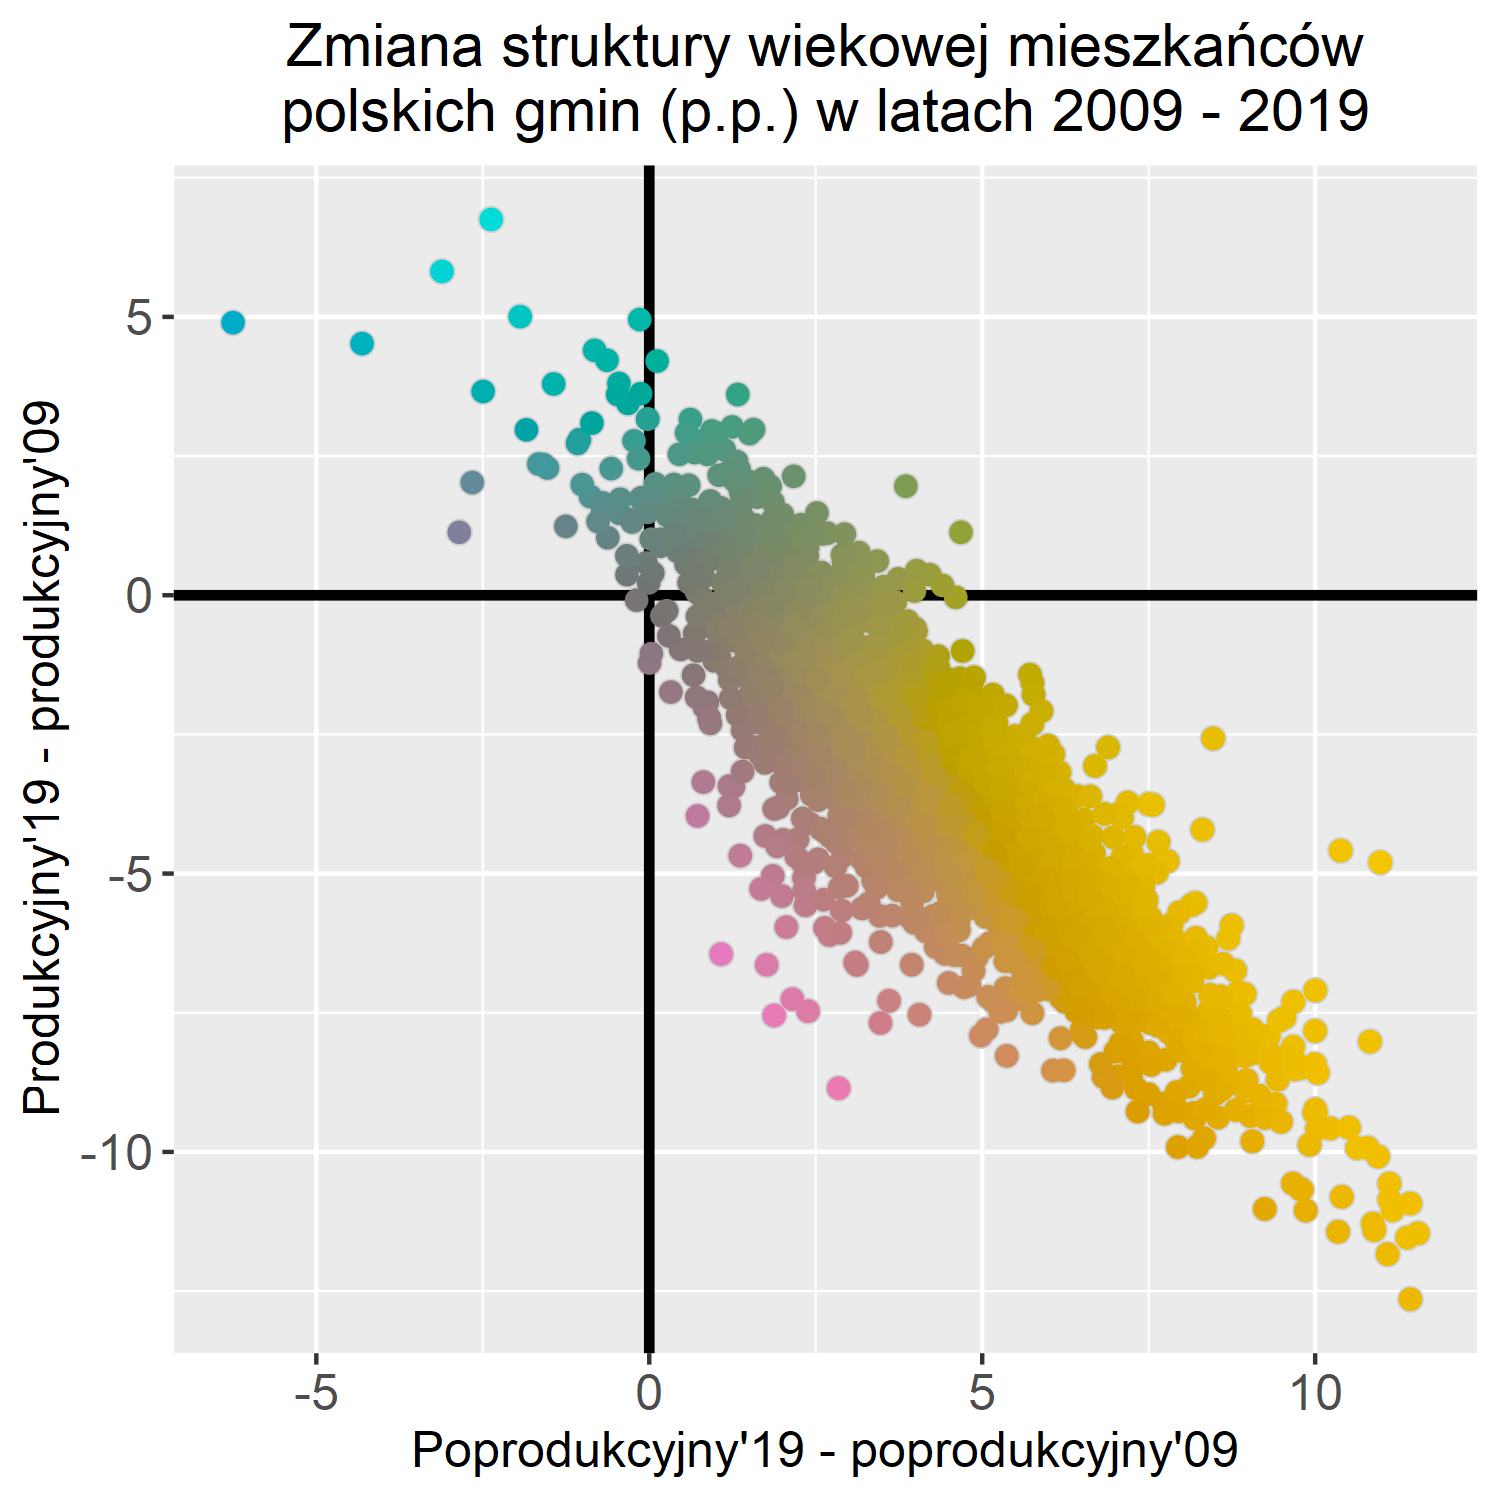 Zmiana struktury wiekowej mieszkańców
polskich gmin (p.p.) w latach 2009 - 2019
Produkcyjny'19 - produkcyjny'09
5
0
-5
-10
-5 0 5 10
Poprodukcyjny'19 - poprodukcyjny'09